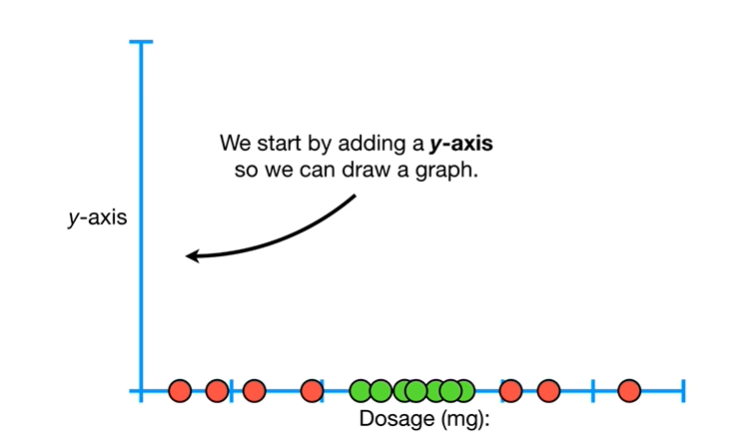 We start by adding a y-axis
so we can draw a graph.
y-axis
Dosage (mg):